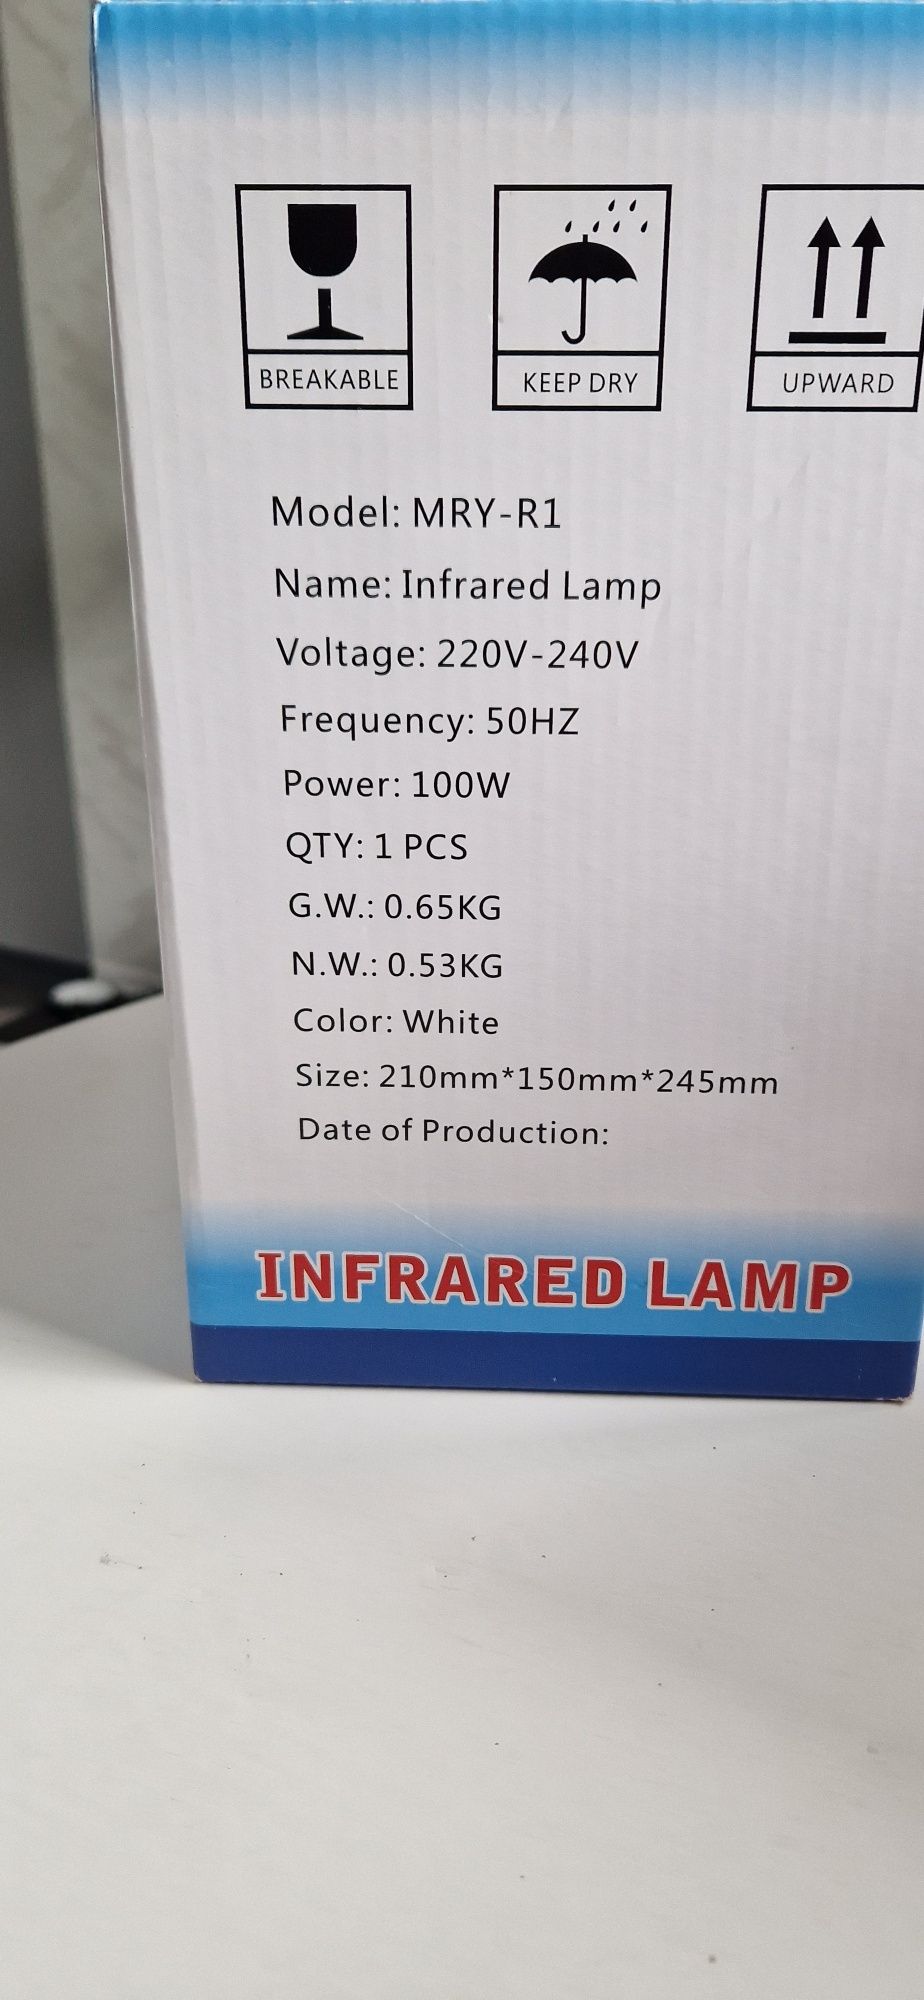 BREAKABLE
KEEP DRY
UPWARD
Model: MRY-R1
Name: Infrared Lamp
Voltage: 220V-240V
Frequency: 50HZ
Power: 100W
QTY: 1 PCS
G.W.: 0.65KG
N.W.: 0.53KG
Color: White
Size: 210mm*150mm*245mm
Date of Production:
INFRARED LAMP